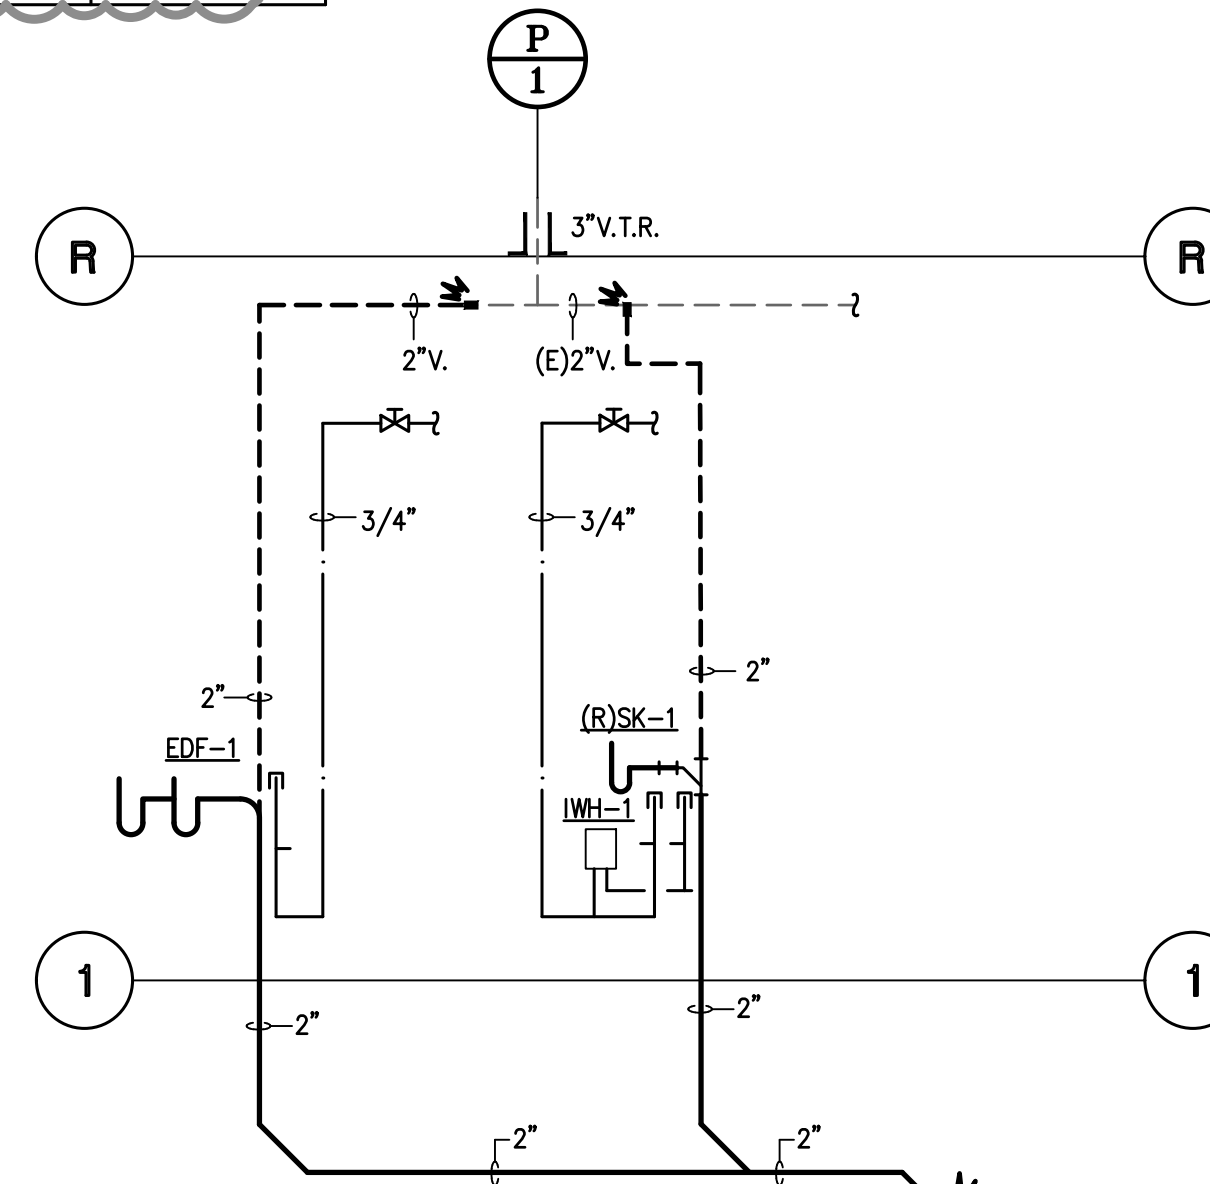 P
1
3"V.T.R.
R
R
2"V.
(E)2"V.
3/4"
3/4"
2"
2"
(R)SK-1
EDF-1
IWH-1
1
1
2"
2"
2"
2"